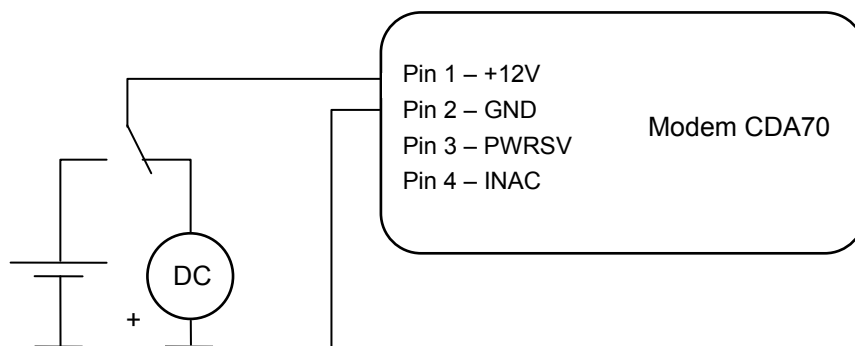 Pin 1 – +12V
Pin 2 – GND
Modem CDA70
Pin 3 – PWRSV
Pin 4 – INAC
DC
+